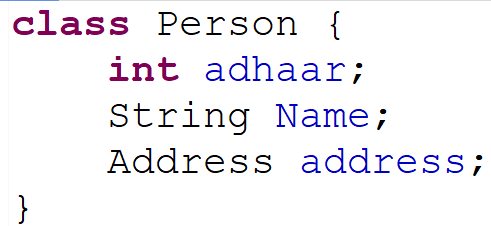 class Person {
    int adhaar;
    String Name;
    Address address;
}